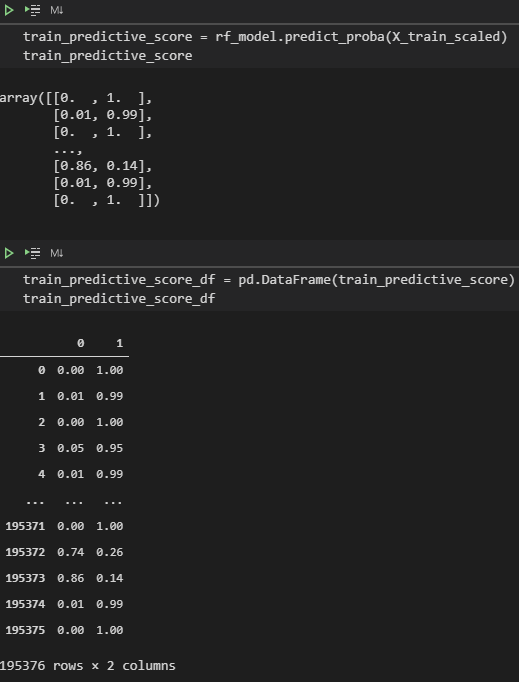 M↓
train_predictive_score = rf_model.predict_proba(X_train_scaled)
train_predictive_score
array([[0.  , 1.  ],
       [0.01, 0.99],
       [0.  , 1.  ],
       ...,
       [0.86, 0.14],
       [0.01, 0.99],
       [0.  , 1.  ]])
M↓
train_predictive_score_df = pd.DataFrame(train_predictive_score)
train_predictive_score_df
0 1
0 0.00 1.00
1 0.01 0.99
2 0.00 1.00
3 0.05 0.95
4 0.01 0.99
... ... ...
195371 0.00 1.00
195372 0.74 0.26
195373 0.86 0.14
195374 0.01 0.99
195375 0.00 1.00
195376 rows × 2 columns